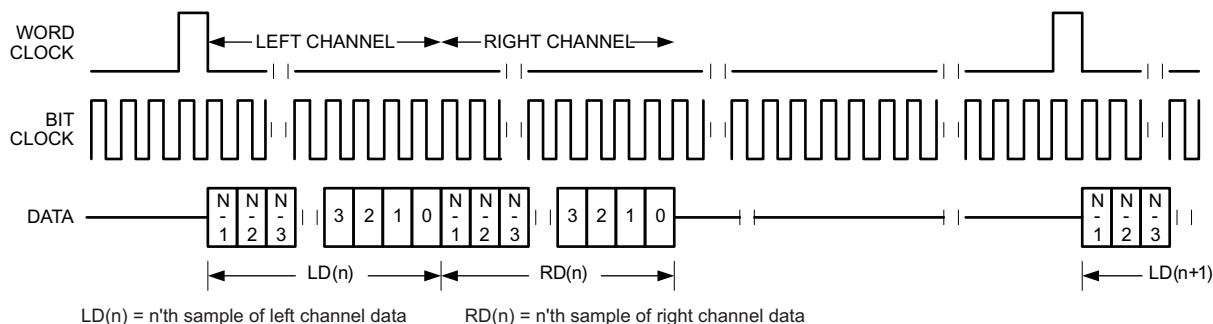 WORD
CLOCK
LEFT CHANNEL
RIGHT CHANNEL
BIT
CLOCK
DATA
N-1 N-2 N-3 3 2 1 0 N-1 N-2 N-3 3 2 1 0 N-1 N-2 N-3
LD(n) RD(n) LD(n+1)
LD(n) = n'th sample of left channel data RD(n) = n'th sample of right channel data